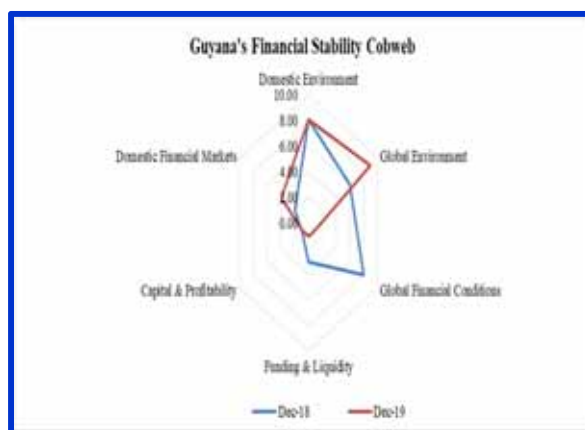 Guyana's Financial Stability Cobweb
Domestic Environment
10.00
8.00
6.00
4.00
2.00
0.00
Global Environment
Global Financial Conditions
Funding & Liquidity
Capital & Profitability
Domestic Financial Markets
Dec-18
Dec-19